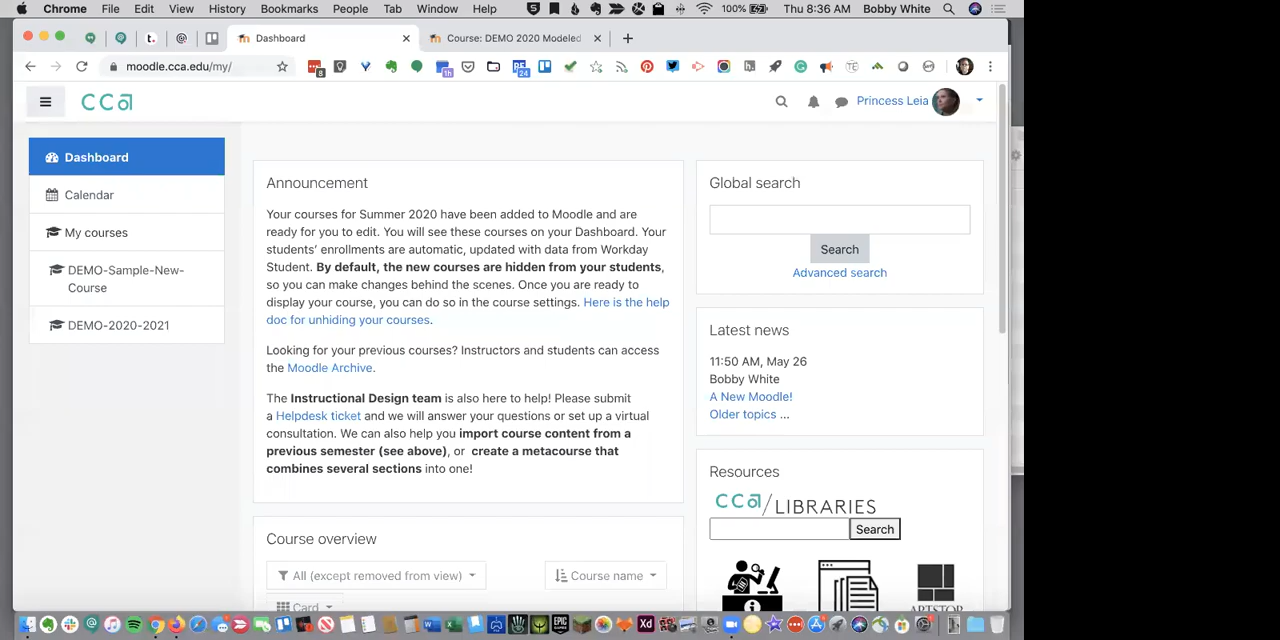 Chrome File Edit View History Bookmarks People Tab Window Help 100% Thu 8:36 AM Bobby White
Dashboard
Course: DEMO 2020 Modeled
moodle.cca.edu/my/
8
1h
24
cca
Princess Leia
Dashboard
Calendar
My courses
DEMO-Sample-New-
Course
DEMO-2020-2021
Announcement
Your courses for Summer 2020 have been added to Moodle and are
ready for you to edit. You will see these courses on your Dashboard. Your
students' enrollments are automatic, updated with data from Workday
Student. By default, the new courses are hidden from your students,
so you can make changes behind the scenes. Once you are ready to
display your course, you can do so in the course settings. Here is the help
doc for unhiding your courses.
Looking for your previous courses? Instructors and students can access
the Moodle Archive.
The Instructional Design team is also here to help! Please submit
a Helpdesk ticket and we will answer your questions or set up a virtual
consultation. We can also help you import course content from a
previous semester (see above), or create a metacourse that
combines several sections into one!
Course overview
All (except removed from view)
Course name
Card
Global search
Search
Advanced search
Latest news
11:50 AM, May 26
Bobby White
A New Moodle!
Older topics ...
Resources
cca/LIBRARIES
Search
ARTSTOR